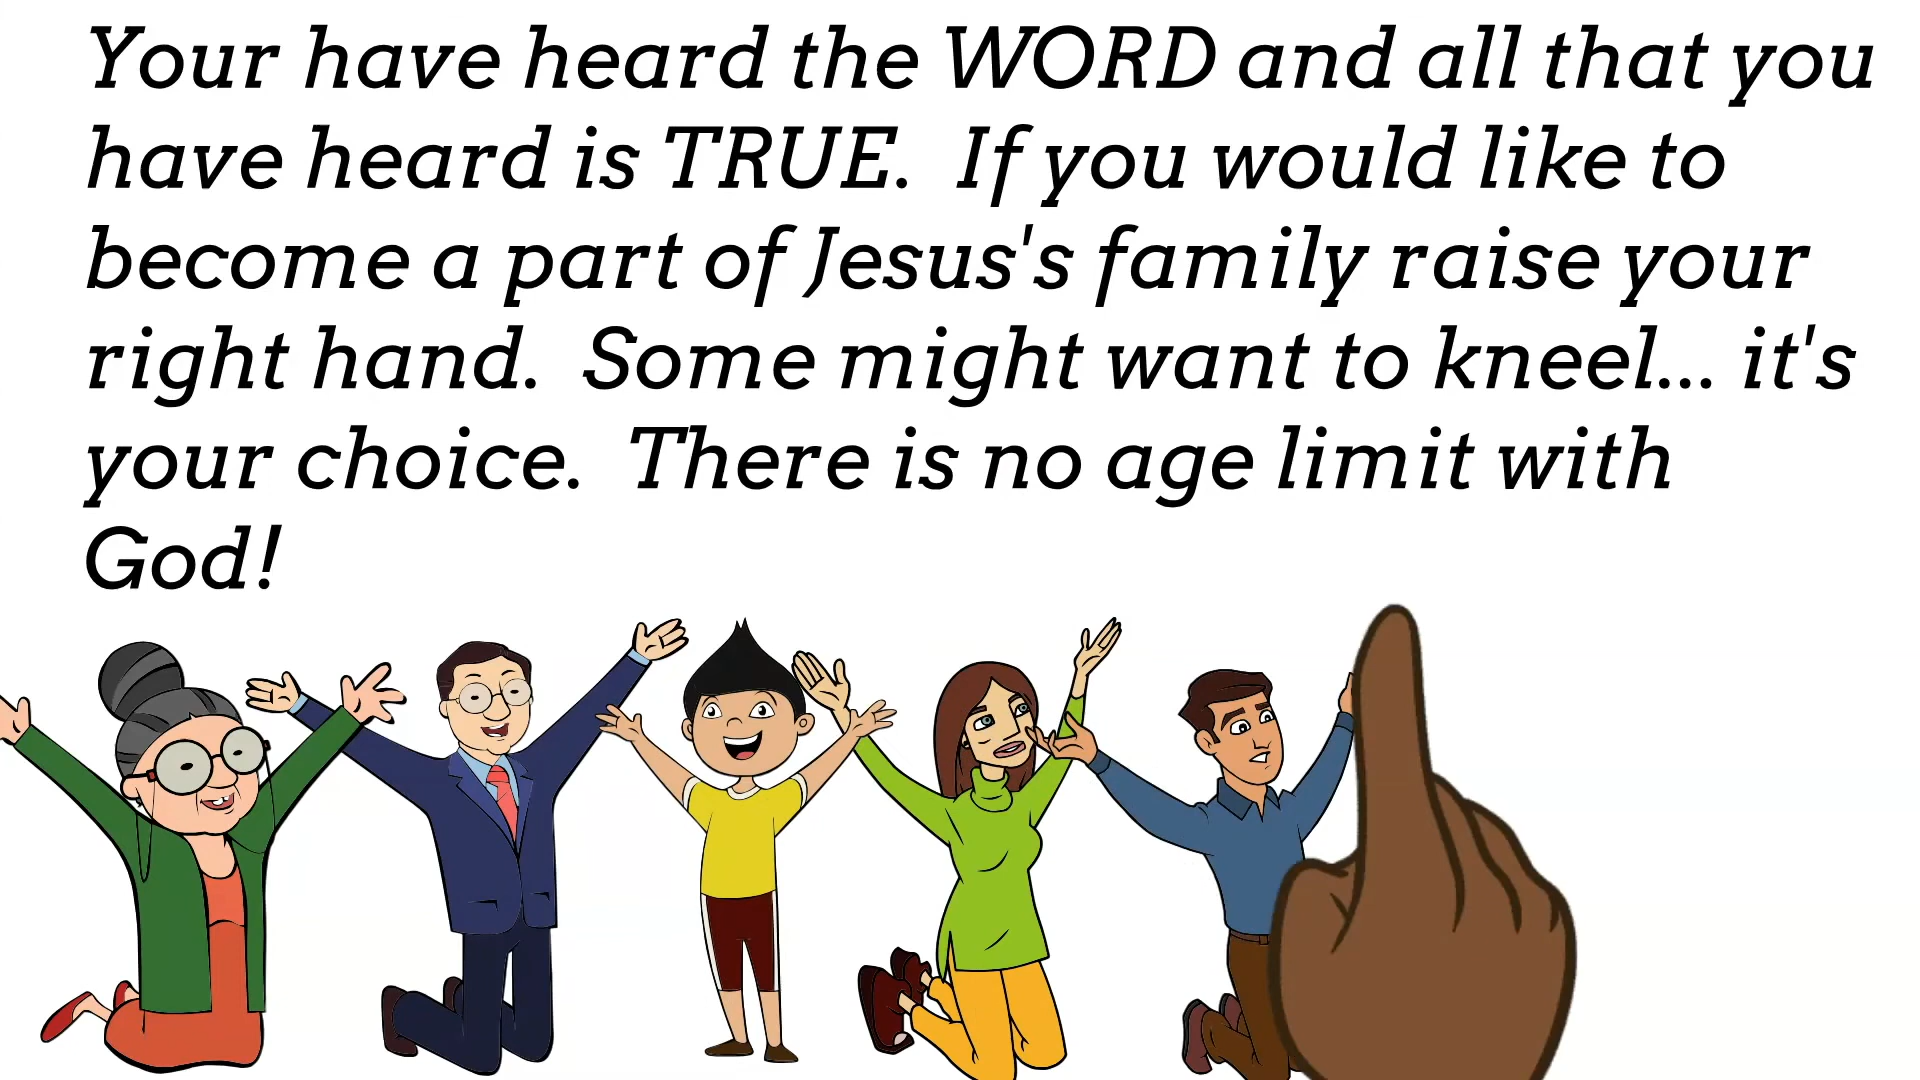 Your have heard the WORD and all that you
have heard is TRUE.  If you would like to
become a part of Jesus's family raise your
right hand.  Some might want to kneel... it's
your choice.  There is no age limit with
God!